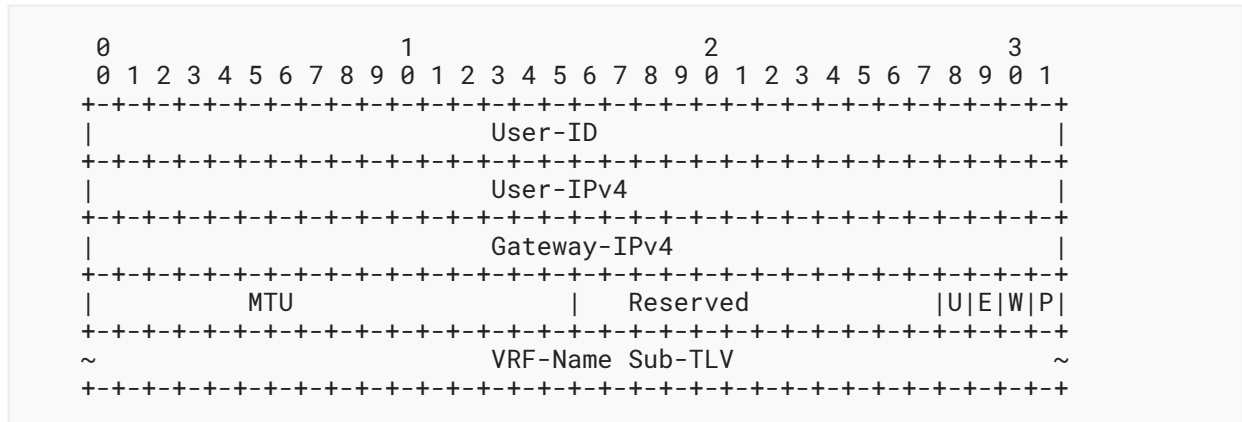 0                   1                   2                   3
 0 1 2 3 4 5 6 7 8 9 0 1 2 3 4 5 6 7 8 9 0 1 2 3 4 5 6 7 8 9 0 1
+-+-+-+-+-+-+-+-+-+-+-+-+-+-+-+-+-+-+-+-+-+-+-+-+-+-+-+-+-+-+-+-+
|                          User-ID                              |
+-+-+-+-+-+-+-+-+-+-+-+-+-+-+-+-+-+-+-+-+-+-+-+-+-+-+-+-+-+-+-+-+
|                          User-IPv4                            |
+-+-+-+-+-+-+-+-+-+-+-+-+-+-+-+-+-+-+-+-+-+-+-+-+-+-+-+-+-+-+-+-+
|                          Gateway-IPv4                         |
+-+-+-+-+-+-+-+-+-+-+-+-+-+-+-+-+-+-+-+-+-+-+-+-+-+-+-+-+-+-+-+-+
|          MTU                  |   Reserved            |U|E|W|P|
+-+-+-+-+-+-+-+-+-+-+-+-+-+-+-+-+-+-+-+-+-+-+-+-+-+-+-+-+-+-+-+-+
~                          VRF-Name Sub-TLV                     ~
+-+-+-+-+-+-+-+-+-+-+-+-+-+-+-+-+-+-+-+-+-+-+-+-+-+-+-+-+-+-+-+-+